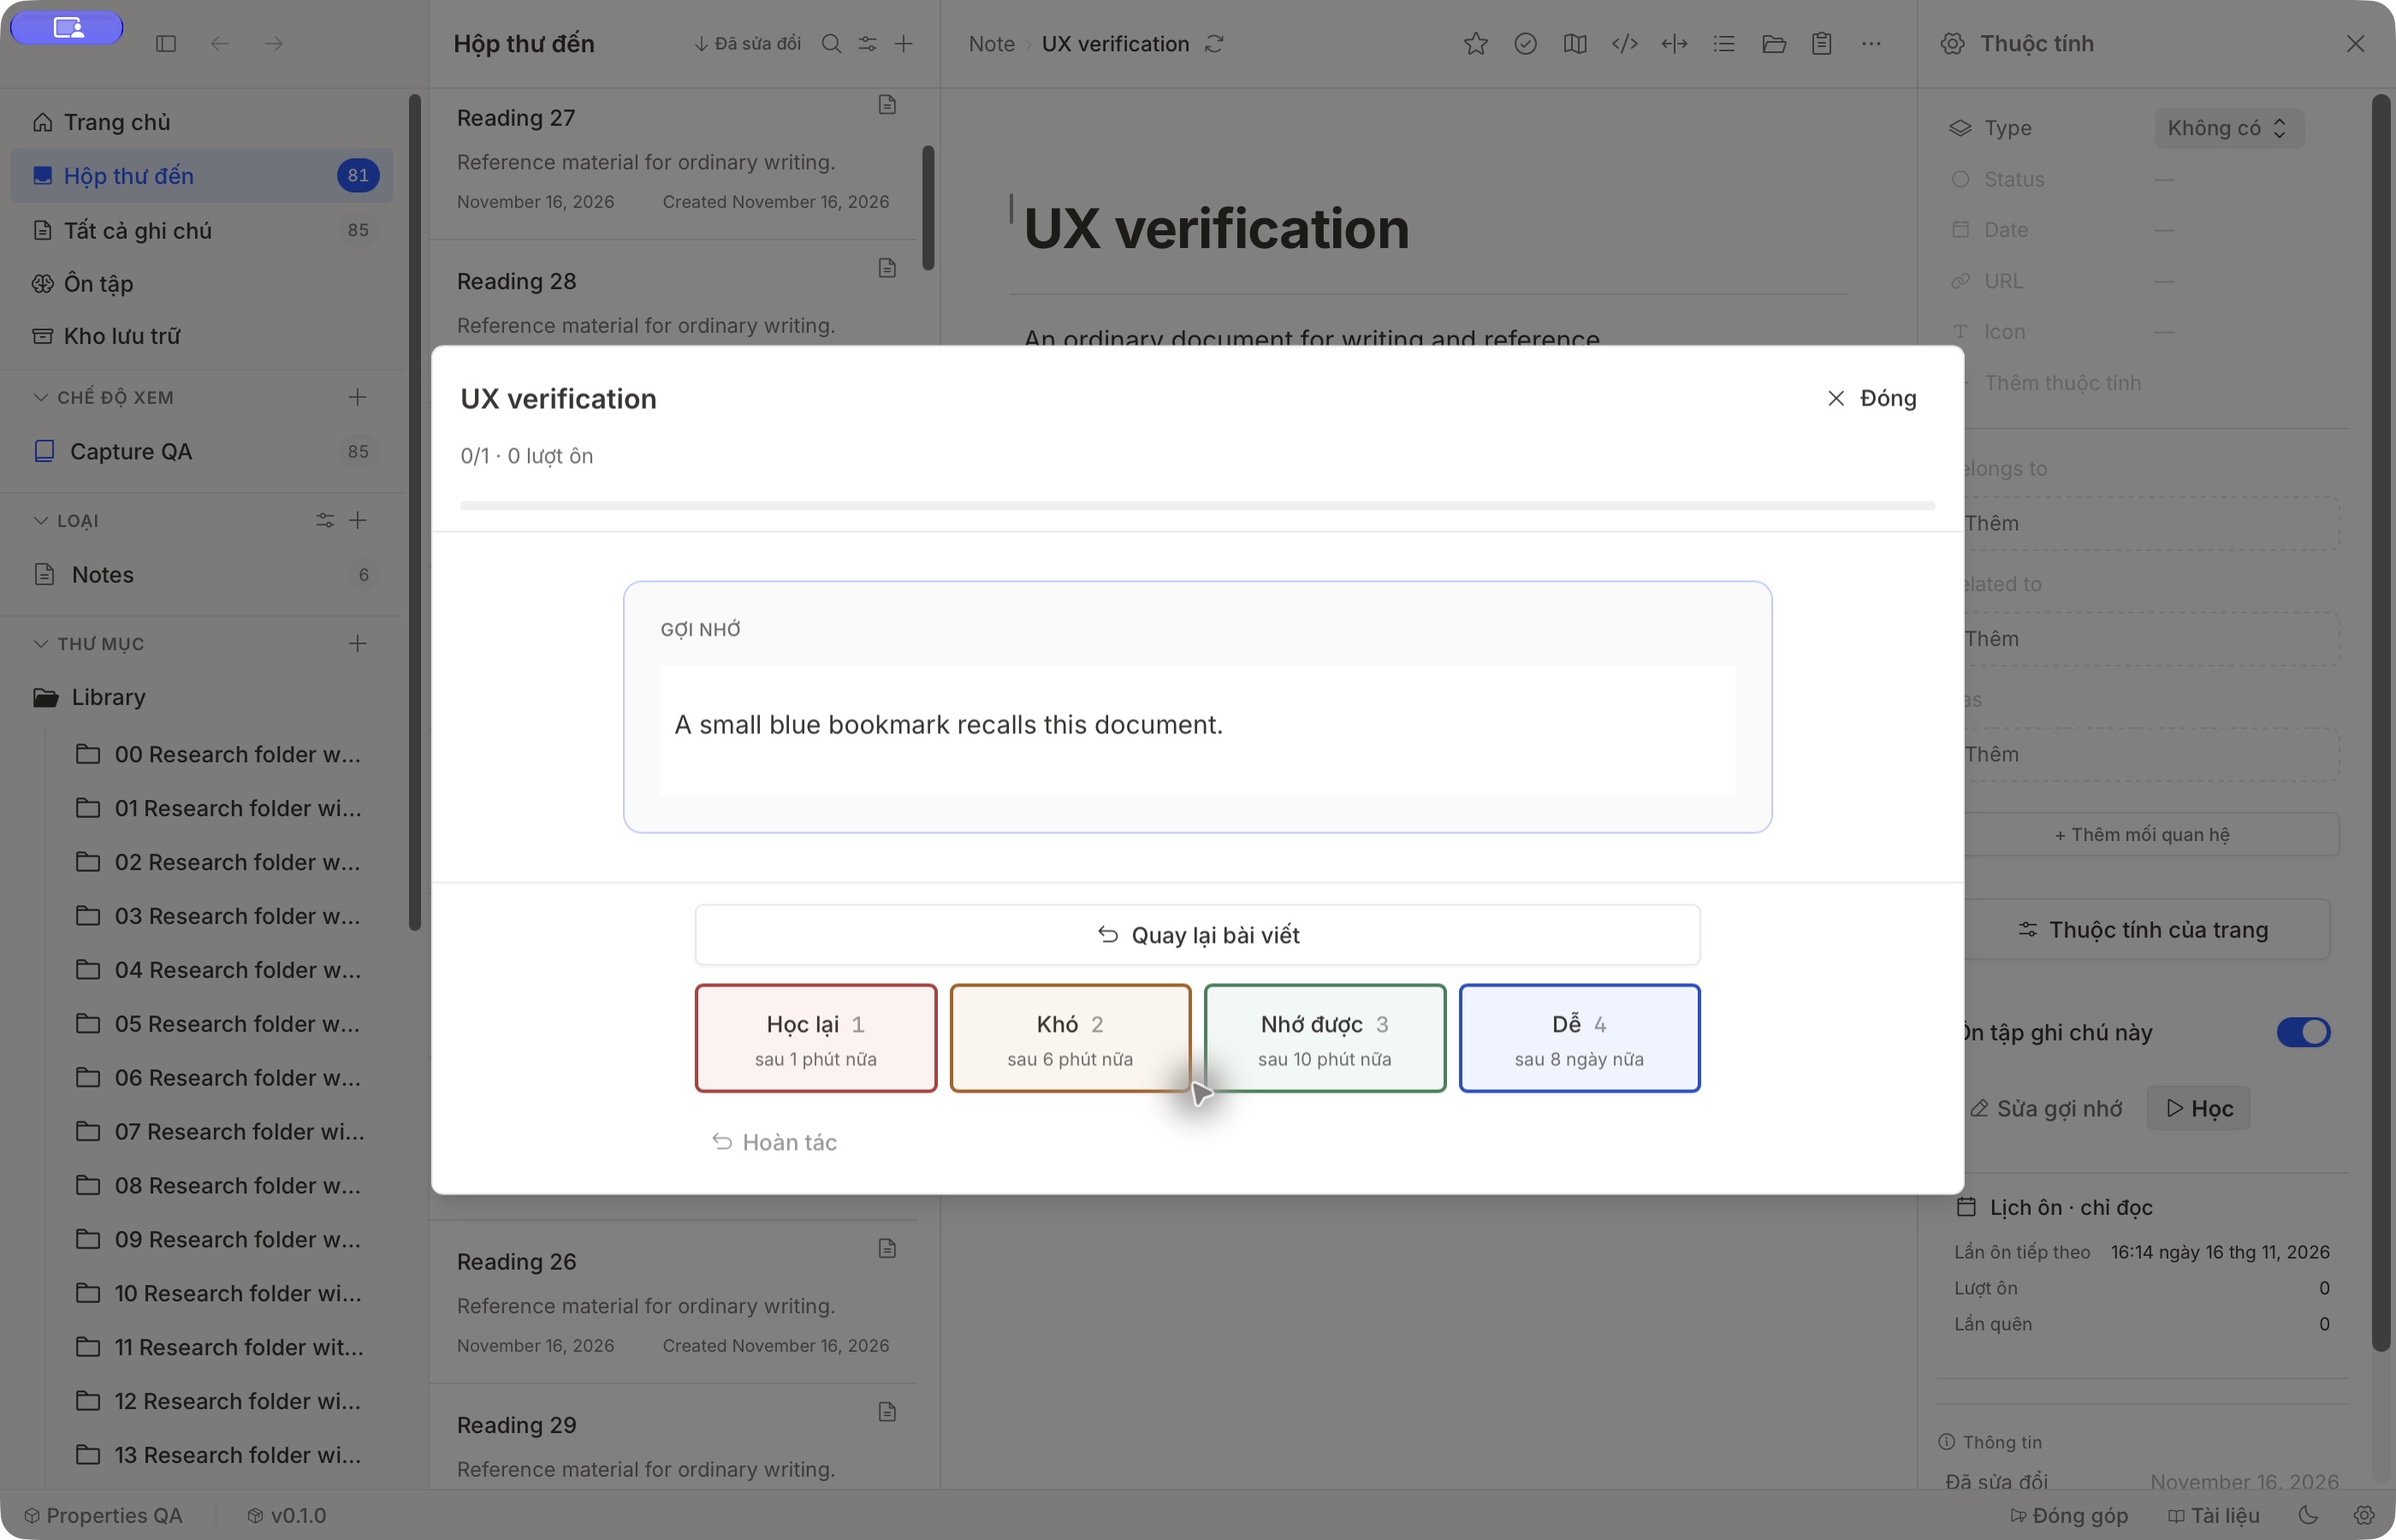 Hộp thư đến
Đã sửa đổi
Note
UX verification
Thuộc tính
Trang chủ
Hộp thư đến 81
Tất cả ghi chú 85
Ôn tập
Kho lưu trữ
CHẾ ĐỘ XEM
Capture QA 85
LOẠI
Notes 6
THƯ MỤC
Library
00 Research folder w...
01 Research folder wi...
02 Research folder w...
03 Research folder w...
04 Research folder w...
05 Research folder w...
06 Research folder w...
07 Research folder wi...
08 Research folder w...
09 Research folder w...
10 Research folder wi...
11 Research folder wit...
12 Research folder wi...
13 Research folder wi...
Reading 27
Reference material for ordinary writing.
November 16, 2026 Created November 16, 2026
Reading 28
Reference material for ordinary writing.
UX verification
An ordinary document for writing and reference
UX verification
Đóng
0/1 · 0 lượt ôn
GỢI NHỚ
A small blue bookmark recalls this document.
Quay lại bài viết
Học lại 1
sau 1 phút nữa
Khó 2
sau 6 phút nữa
Nhớ được 3
sau 10 phút nữa
Dễ 4
sau 8 ngày nữa
Hoàn tác
Reading 26
Reference material for ordinary writing.
November 16, 2026 Created November 16, 2026
Reading 29
Reference material for ordinary writing.
Type Không có
Status —
Date —
URL —
Icon —
Thêm thuộc tính
elongs to
Thêm
elated to
Thêm
as
Thêm
+ Thêm mối quan hệ
Thuộc tính của trang
Ôn tập ghi chú này
Sửa gợi nhớ
Học
Lịch ôn · chỉ đọc
Lần ôn tiếp theo 16:14 ngày 16 thg 11, 2026
Lượt ôn 0
Lần quên 0
Thông tin
Đã sửa đổi November 16, 2026
Properties QA
v0.1.0
Đóng góp
Tài liệu